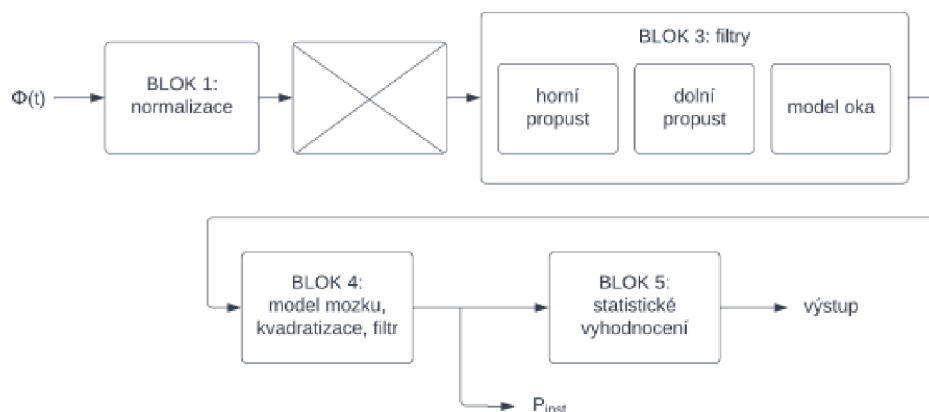 Φ(t)
BLOK 1:
normalizace
BLOK 3: filtry
horní
propust
dolní
propust
model oka
BLOK 4:
model mozku,
kvadratizace, filtr
BLOK 5:
statistické
vyhodnocení
výstup
Pinst